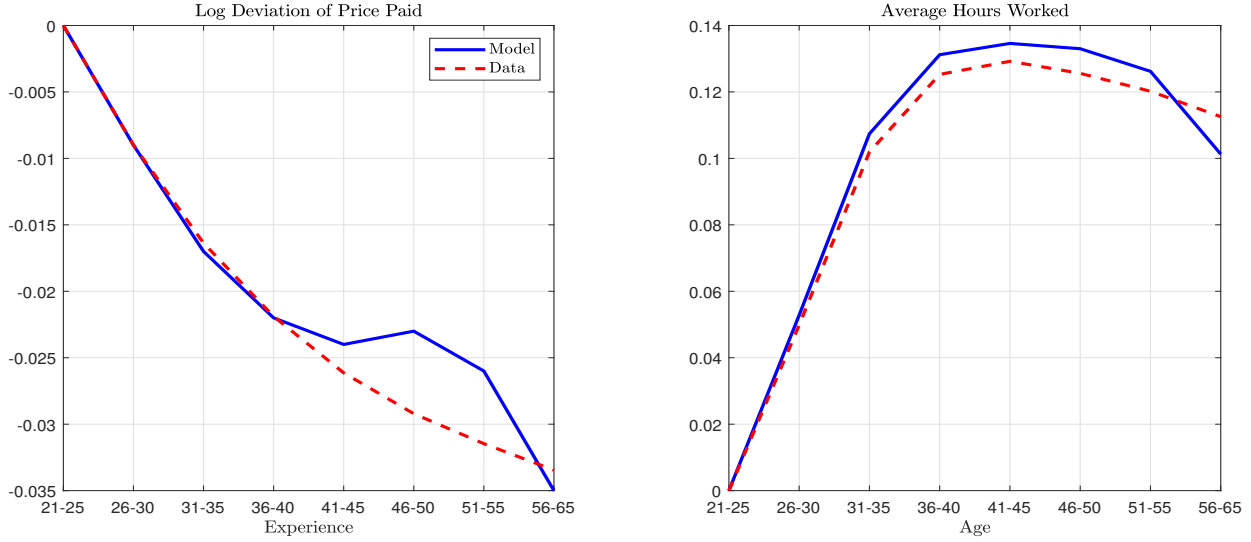 Log Deviation of Price Paid
0
-0.005
-0.01
-0.015
-0.02
-0.025
-0.03
-0.035
Model
Data
21-25 26-30 31-35 36-40 41-45 46-50 51-55 56-65
Experience
Average Hours Worked
0.14
0.12
0.1
0.08
0.06
0.04
0.02
0
21-25 26-30 31-35 36-40 41-45 46-50 51-55 56-65
Age